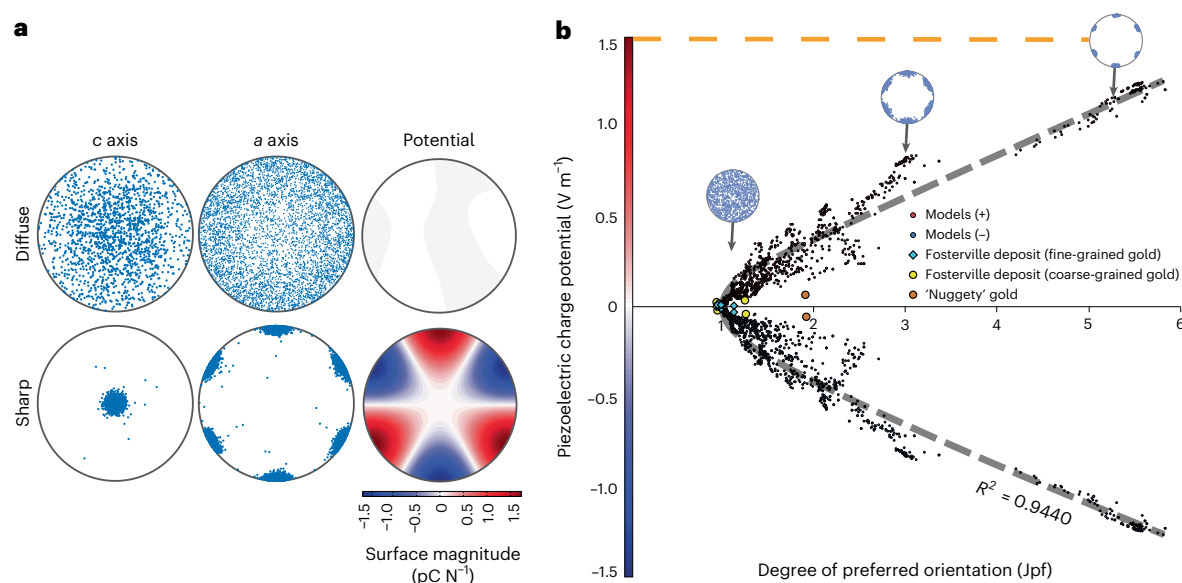 a
c axis
a axis
Potential
Diffuse
Sharp
–1.5
–1.0
0
0.5
1.0
1.5
Surface magnitude
(pC N–1)
b
Piezoelectric charge potential (V m–1)
1.5
1.0
0.5
0
–0.5
–1.0
–1.5
1
2
3
4
5
6
Models (+)
Models (–)
Fosterville deposit (fine-grained gold)
Fosterville deposit (coarse-grained gold)
‘Nuggety’ gold
R2 = 0.9440
Degree of preferred orientation (Jpf)